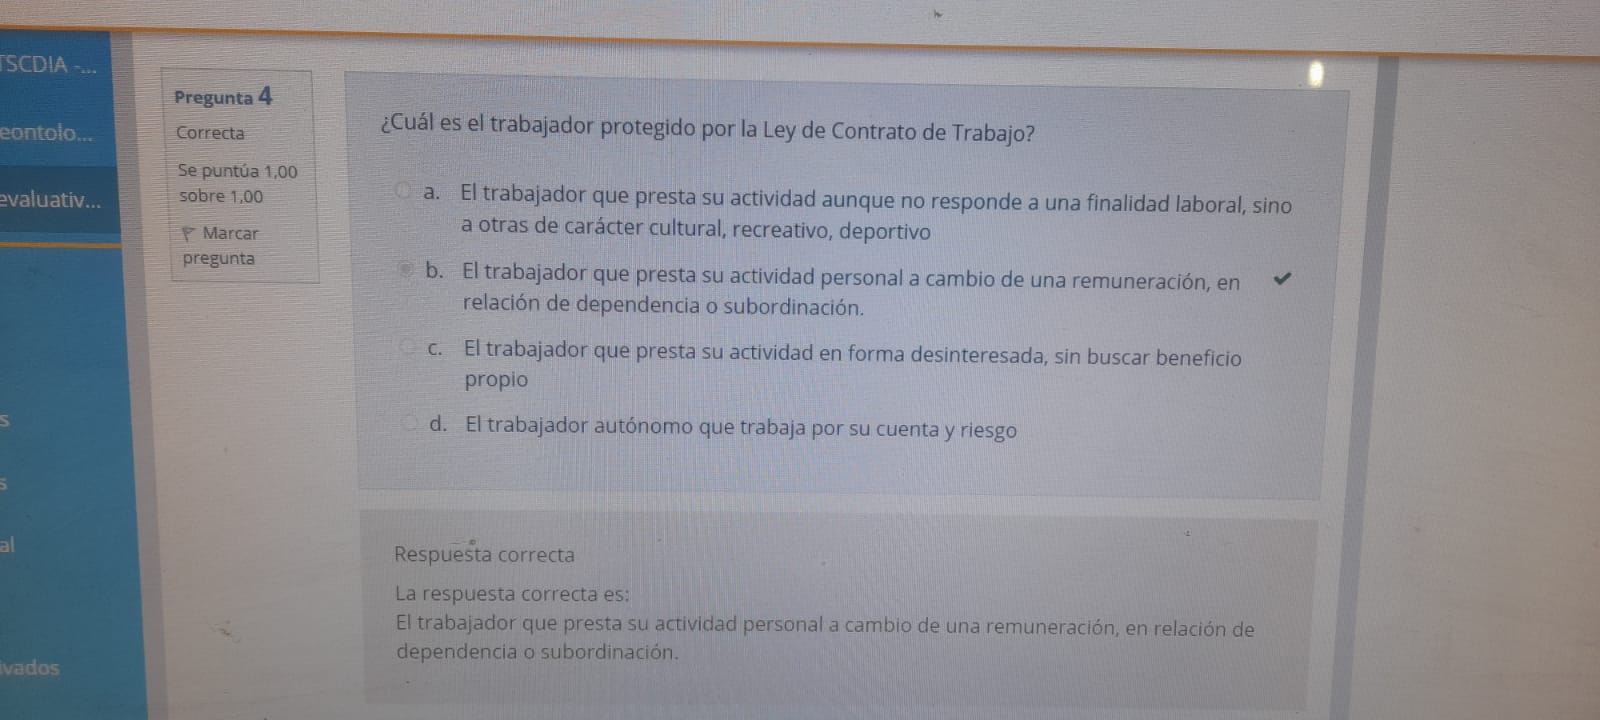 TSCDIA -...
eontolo...
evaluativ...
s
s
al
ivados
Pregunta 4
Correcta
Se puntúa 1,00
sobre 1,00
Marcar
pregunta
¿Cuál es el trabajador protegido por la Ley de Contrato de Trabajo?
a. El trabajador que presta su actividad aunque no responde a una finalidad laboral, sino
a otras de carácter cultural, recreativo, deportivo
b. El trabajador que presta su actividad personal a cambio de una remuneración, en
relación de dependencia o subordinación.
c. El trabajador que presta su actividad en forma desinteresada, sin buscar beneficio
propio
d. El trabajador autónomo que trabaja por su cuenta y riesgo
Respuesta correcta
La respuesta correcta es:
El trabajador que presta su actividad personal a cambio de una remuneración, en relación de
dependencia o subordinación.